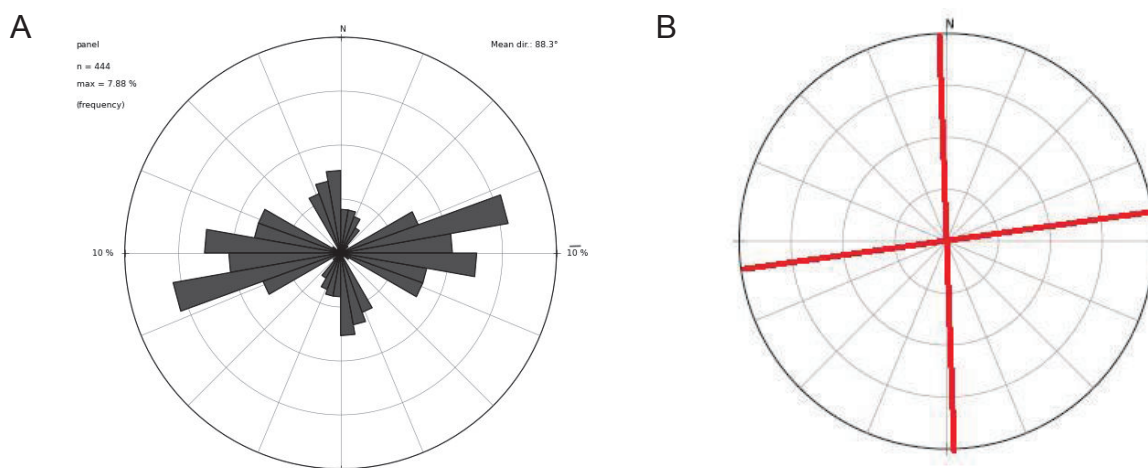 A
B
N
panel
Mean dir.: 88.3°
n = 444
max = 7.88 %
(frequency)
10 %
10 %
N